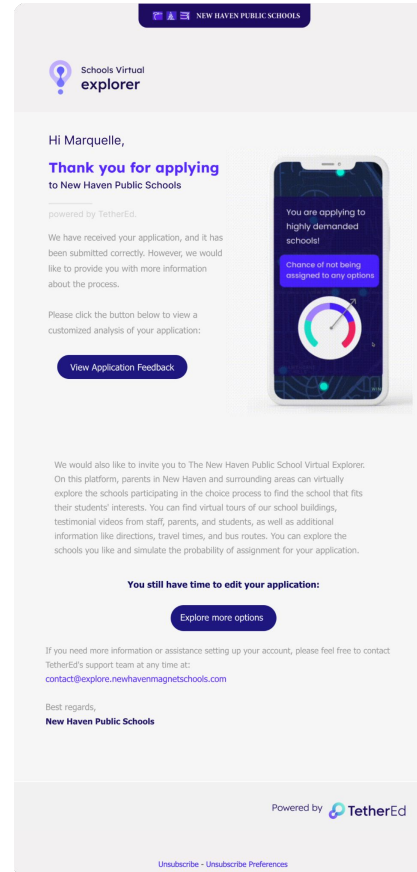 NEW HAVEN PUBLIC SCHOOLS
Schools Virtual
explorer
Hi Marquelle,
Thank you for applying
to New Haven Public Schools
powered by TetherEd.
We have received your application, and it has
been submitted correctly. However, we would
like to provide you with more information
about the process.
Please click the button below to view a
customized analysis of your application:
View Application Feedback
You are applying to
highly demanded
schools!
Chance of not being
assigned to any options
We would also like to invite you to The New Haven Public School Virtual Explorer.
On this platform, parents in New Haven and surrounding areas can virtually
explore the schools participating in the choice process to find the school that fits
their students' interests. You can find virtual tours of our school buildings,
testimonial videos from staff, parents, and students, as well as additional
information like directions, travel times, and bus routes. You can explore the
schools you like and simulate the probability of assignment for your application.
You still have time to edit your application:
Explore more options
If you need more information or assistance setting up your account, please feel free to contact
TetherEd's support team at any time at:
contact@explore.newhavenmagnetschools.com
Best regards,
New Haven Public Schools
Powered by TetherEd
Unsubscribe - Unsubscribe Preferences